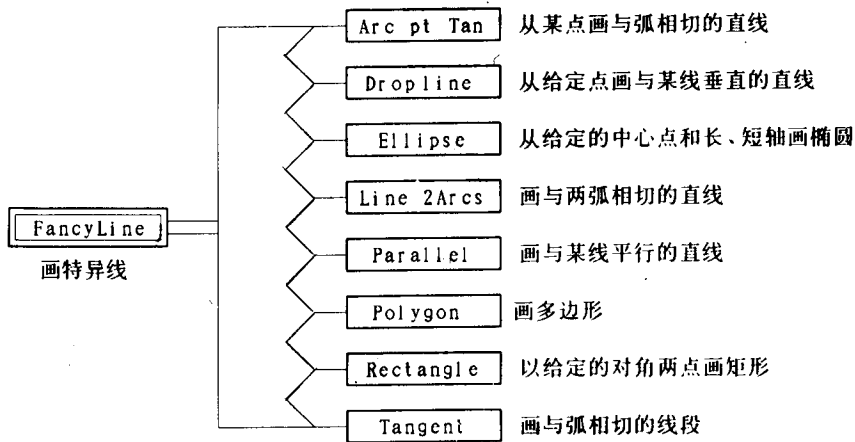 Arc pt Tan 从某点画与弧相切的直线
Dropline 从给定点画与某线垂直的直线
Ellipse 从给定的中心点和长、短轴画椭圆
Line 2Arcs 画与两弧相切的直线
FancyLine
画特异线
Parallel 画与某线平行的直线
Polygon 画多边形
Rectangle 以给定的对角两点画矩形
Tangent 画与弧相切的线段